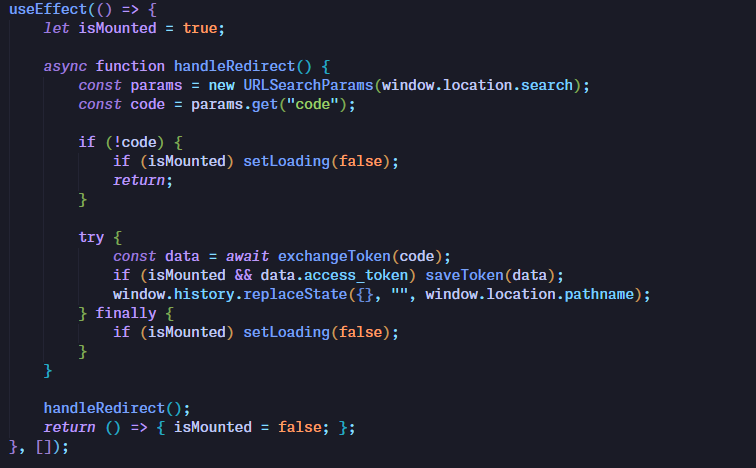 useEffect(() => {
    let isMounted = true;

    async function handleRedirect() {
        const params = new URLSearchParams(window.location.search);
        const code = params.get("code");

        if (!code) {
            if (isMounted) setLoading(false);
            return;
        }

        try {
            const data = await exchangeToken(code);
            if (isMounted && data.access_token) saveToken(data);
            window.history.replaceState({}, "", window.location.pathname);
        } finally {
            if (isMounted) setLoading(false);
        }
    }

    handleRedirect();
    return () => { isMounted = false; };
}, []);